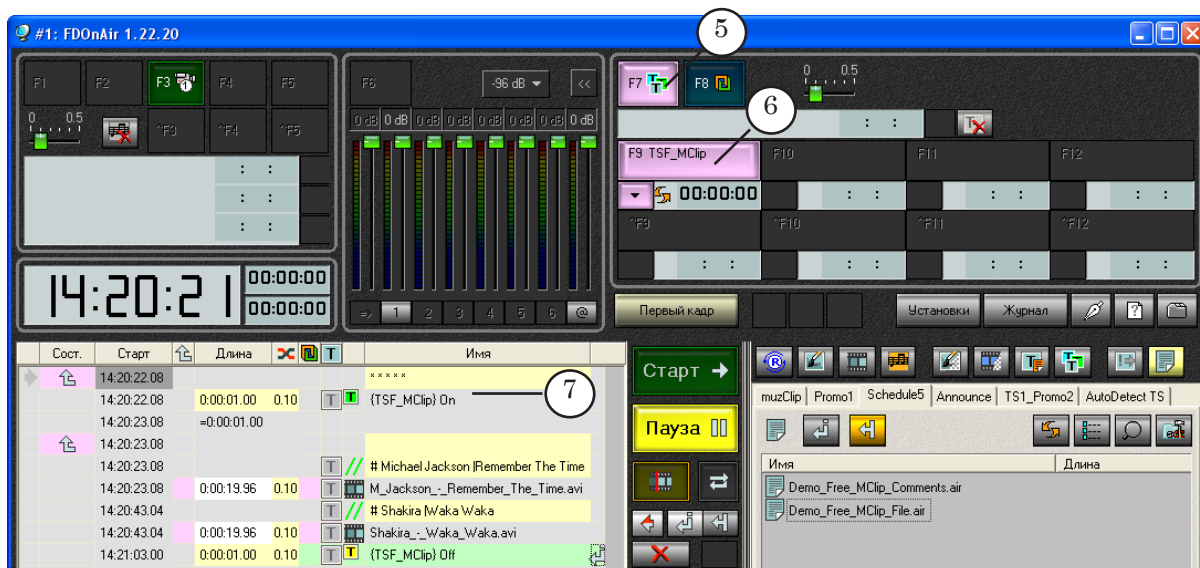 #1: FDOnAir 1.22.20
5
F1 F2 F3 1 F4 F5
F6 -96 dB <<
F7 T T F8
0 0.5
0 0.5
^F3 ^F4 ^F5
0 dB 0 dB 0 dB 0 dB 0 dB 0 dB 0 dB 0 dB
6
: : T
F9 TSF_MClip F10 F11 F12
: :
: :
: :
00:00:00 : : : : : :
^F9 ^F10 ^F11 ^F12
: : : : : : : :
14:20:21 00:00:00
00:00:00
=> 1 2 3 4 5 6 @
Первый кадр Установки Журнал ?
Сост. Старт Длина T Имя
14:20:22.08 * * * * *
14:20:22.08 0:00:01.00 0.10 T T {TSF_MClip} On
7
14:20:23.08 =0:00:01.00
14:20:23.08
14:20:23.08 T // # Michael Jackson |Remember The Time
14:20:23.08 0:00:19.96 0.10 T M_Jackson_-_Remember_The_Time.avi
14:20:43.04 T // # Shakira |Waka Waka
14:20:43.04 0:00:19.96 0.10 T Shakira_-_Waka_Waka.avi
14:21:03.00 0:00:01.00 0.10 T T {TSF_MClip} Off
Старт
Пауза
R T T T
muzClip Promo1 Schedule5 Announce TS1_Promo2 AutoDetect TS
edt
Имя Длина
Demo_Free_MClip_Comments.air
Demo_Free_MClip_File.air